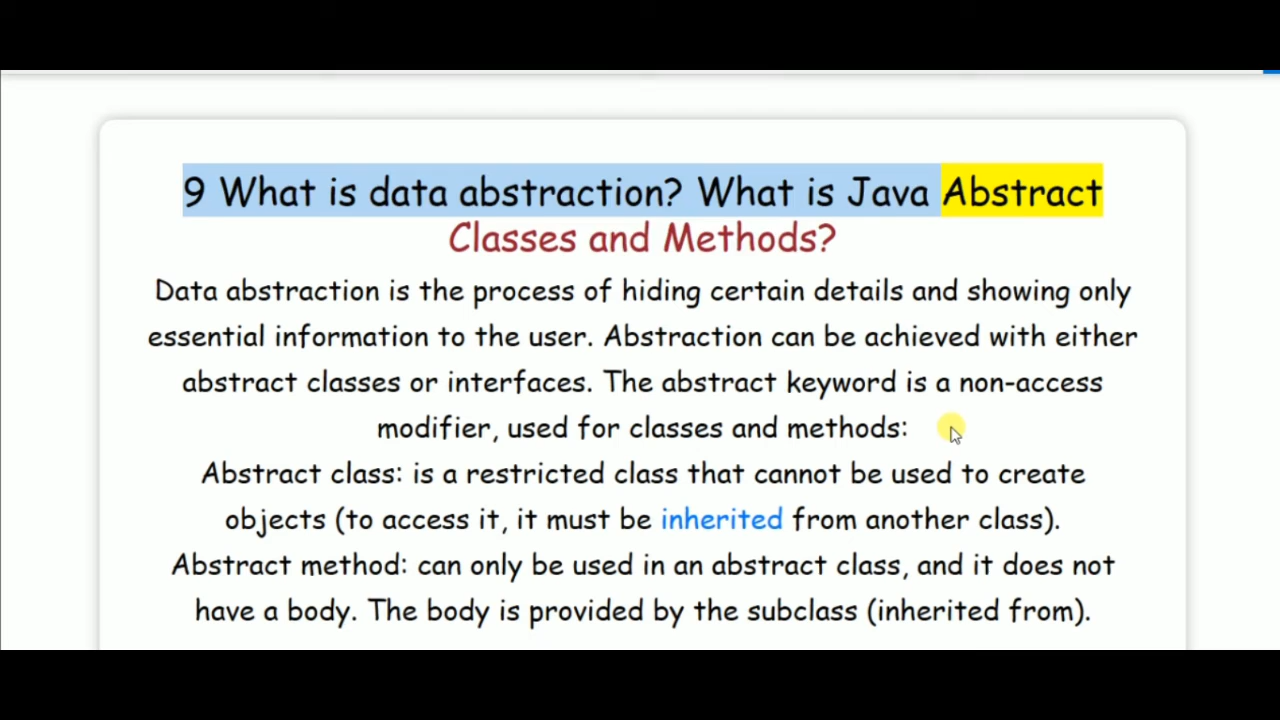 9 What is data abstraction? What is Java Abstract
Classes and Methods?
Data abstraction is the process of hiding certain details and showing only
essential information to the user. Abstraction can be achieved with either
abstract classes or interfaces. The abstract keyword is a non-access
modifier, used for classes and methods:
Abstract class: is a restricted class that cannot be used to create
objects (to access it, it must be inherited from another class).
Abstract method: can only be used in an abstract class, and it does not
have a body. The body is provided by the subclass (inherited from).